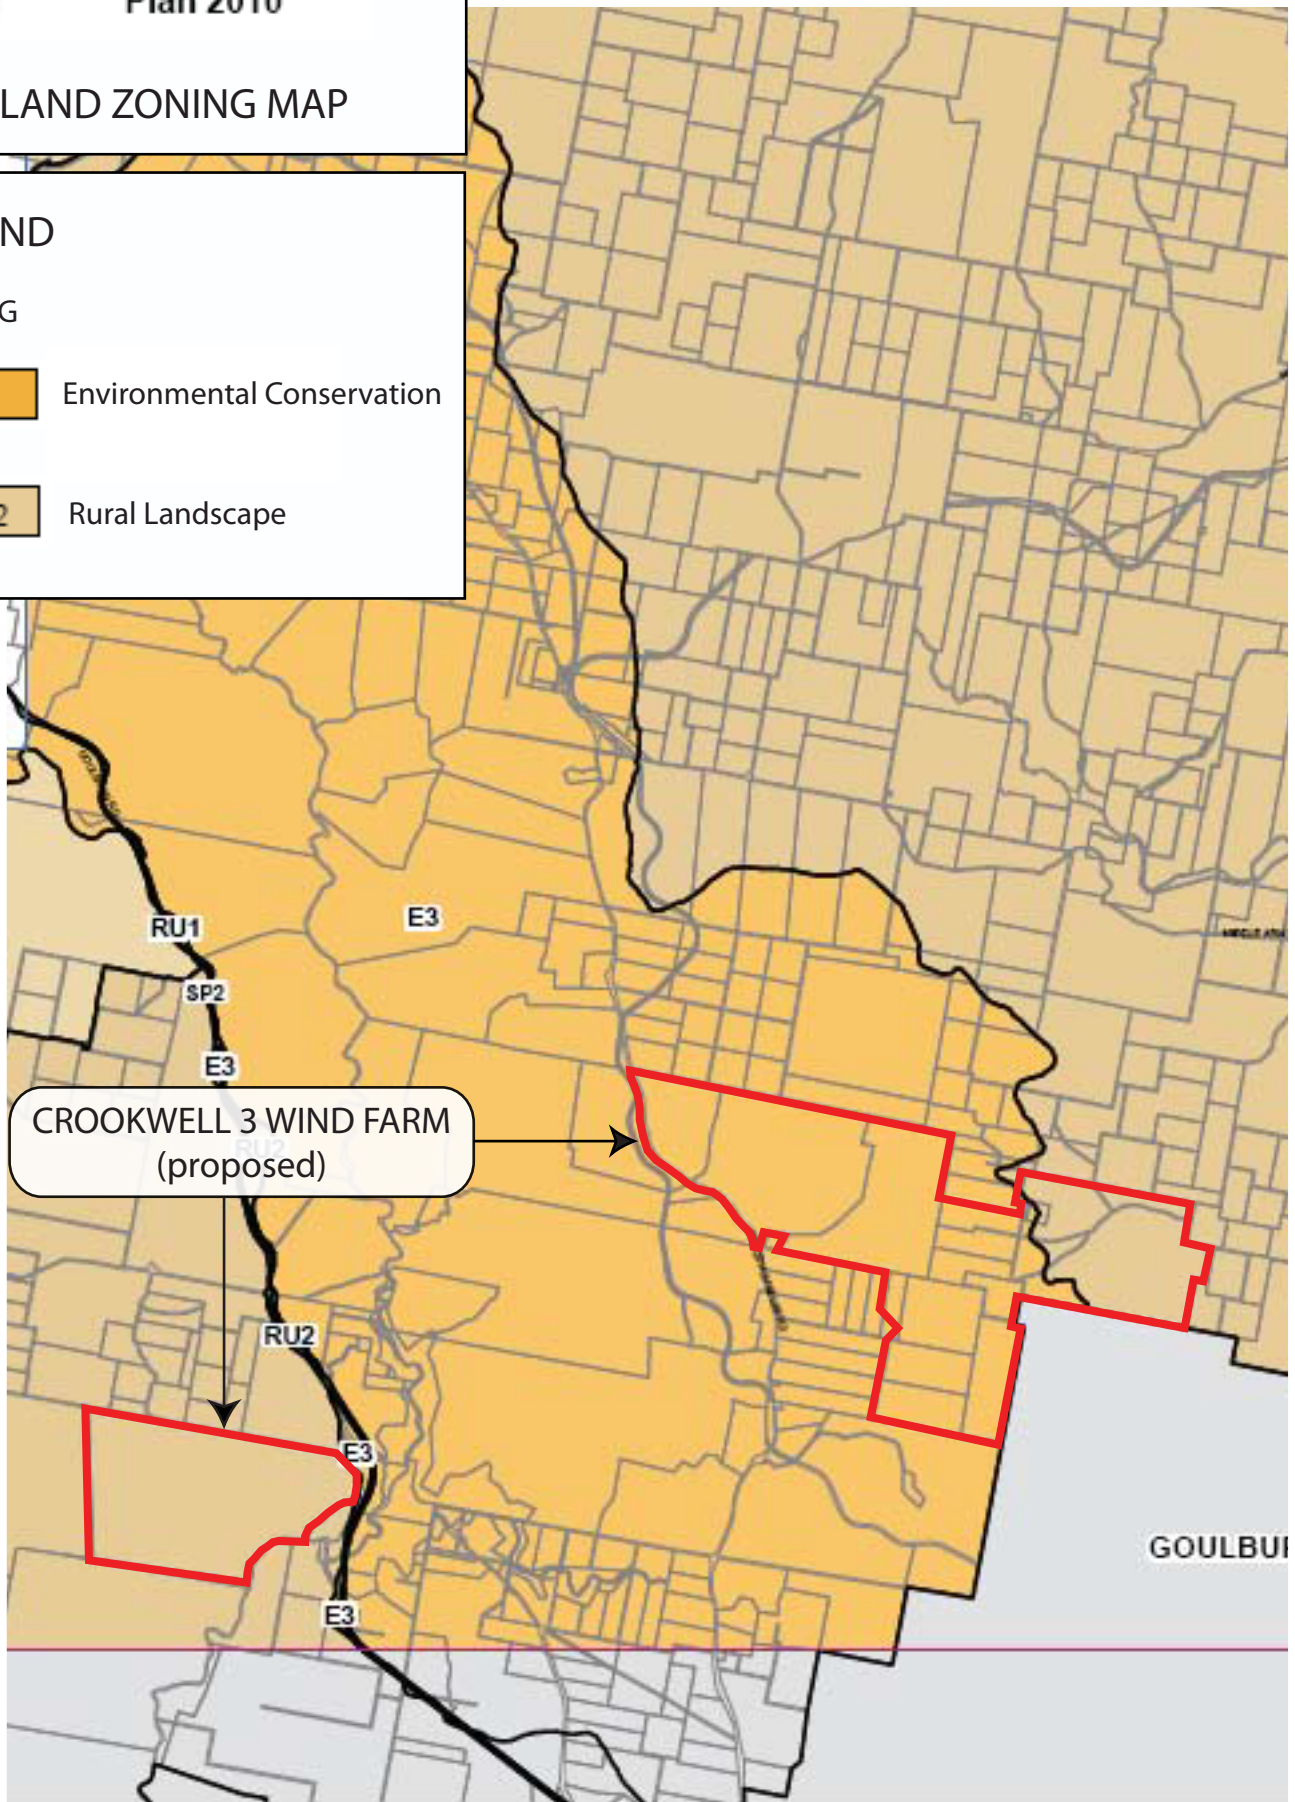 Plan 2010
LAND ZONING MAP
ND
G
Environmental Conservation
2
Rural Landscape
RU1
E3
SP2
E3
CROOKWELL 3 WIND FARM
(proposed)
RU2
RU2
E3
GOULBU
E3